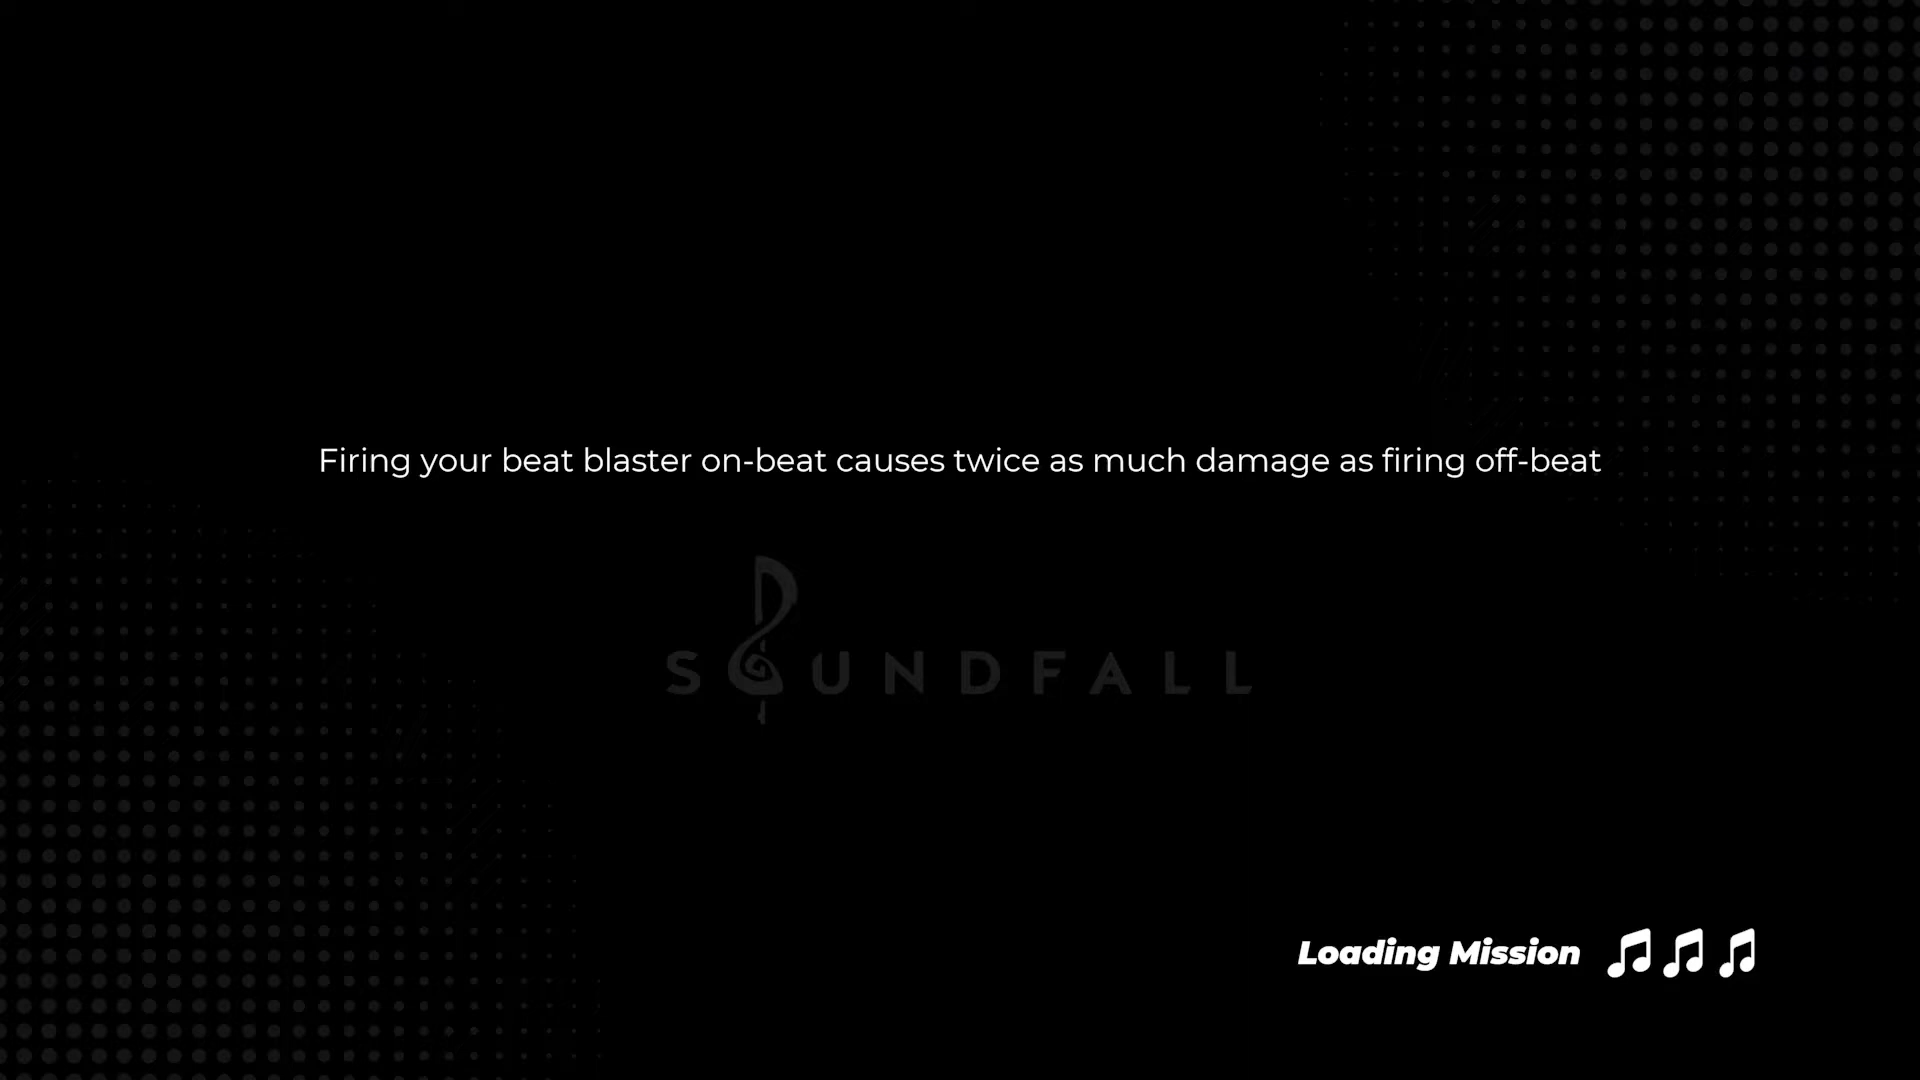 Firing your beat blaster on-beat causes twice as much damage as firing off-beat
SOUNDFALL
Loading Mission